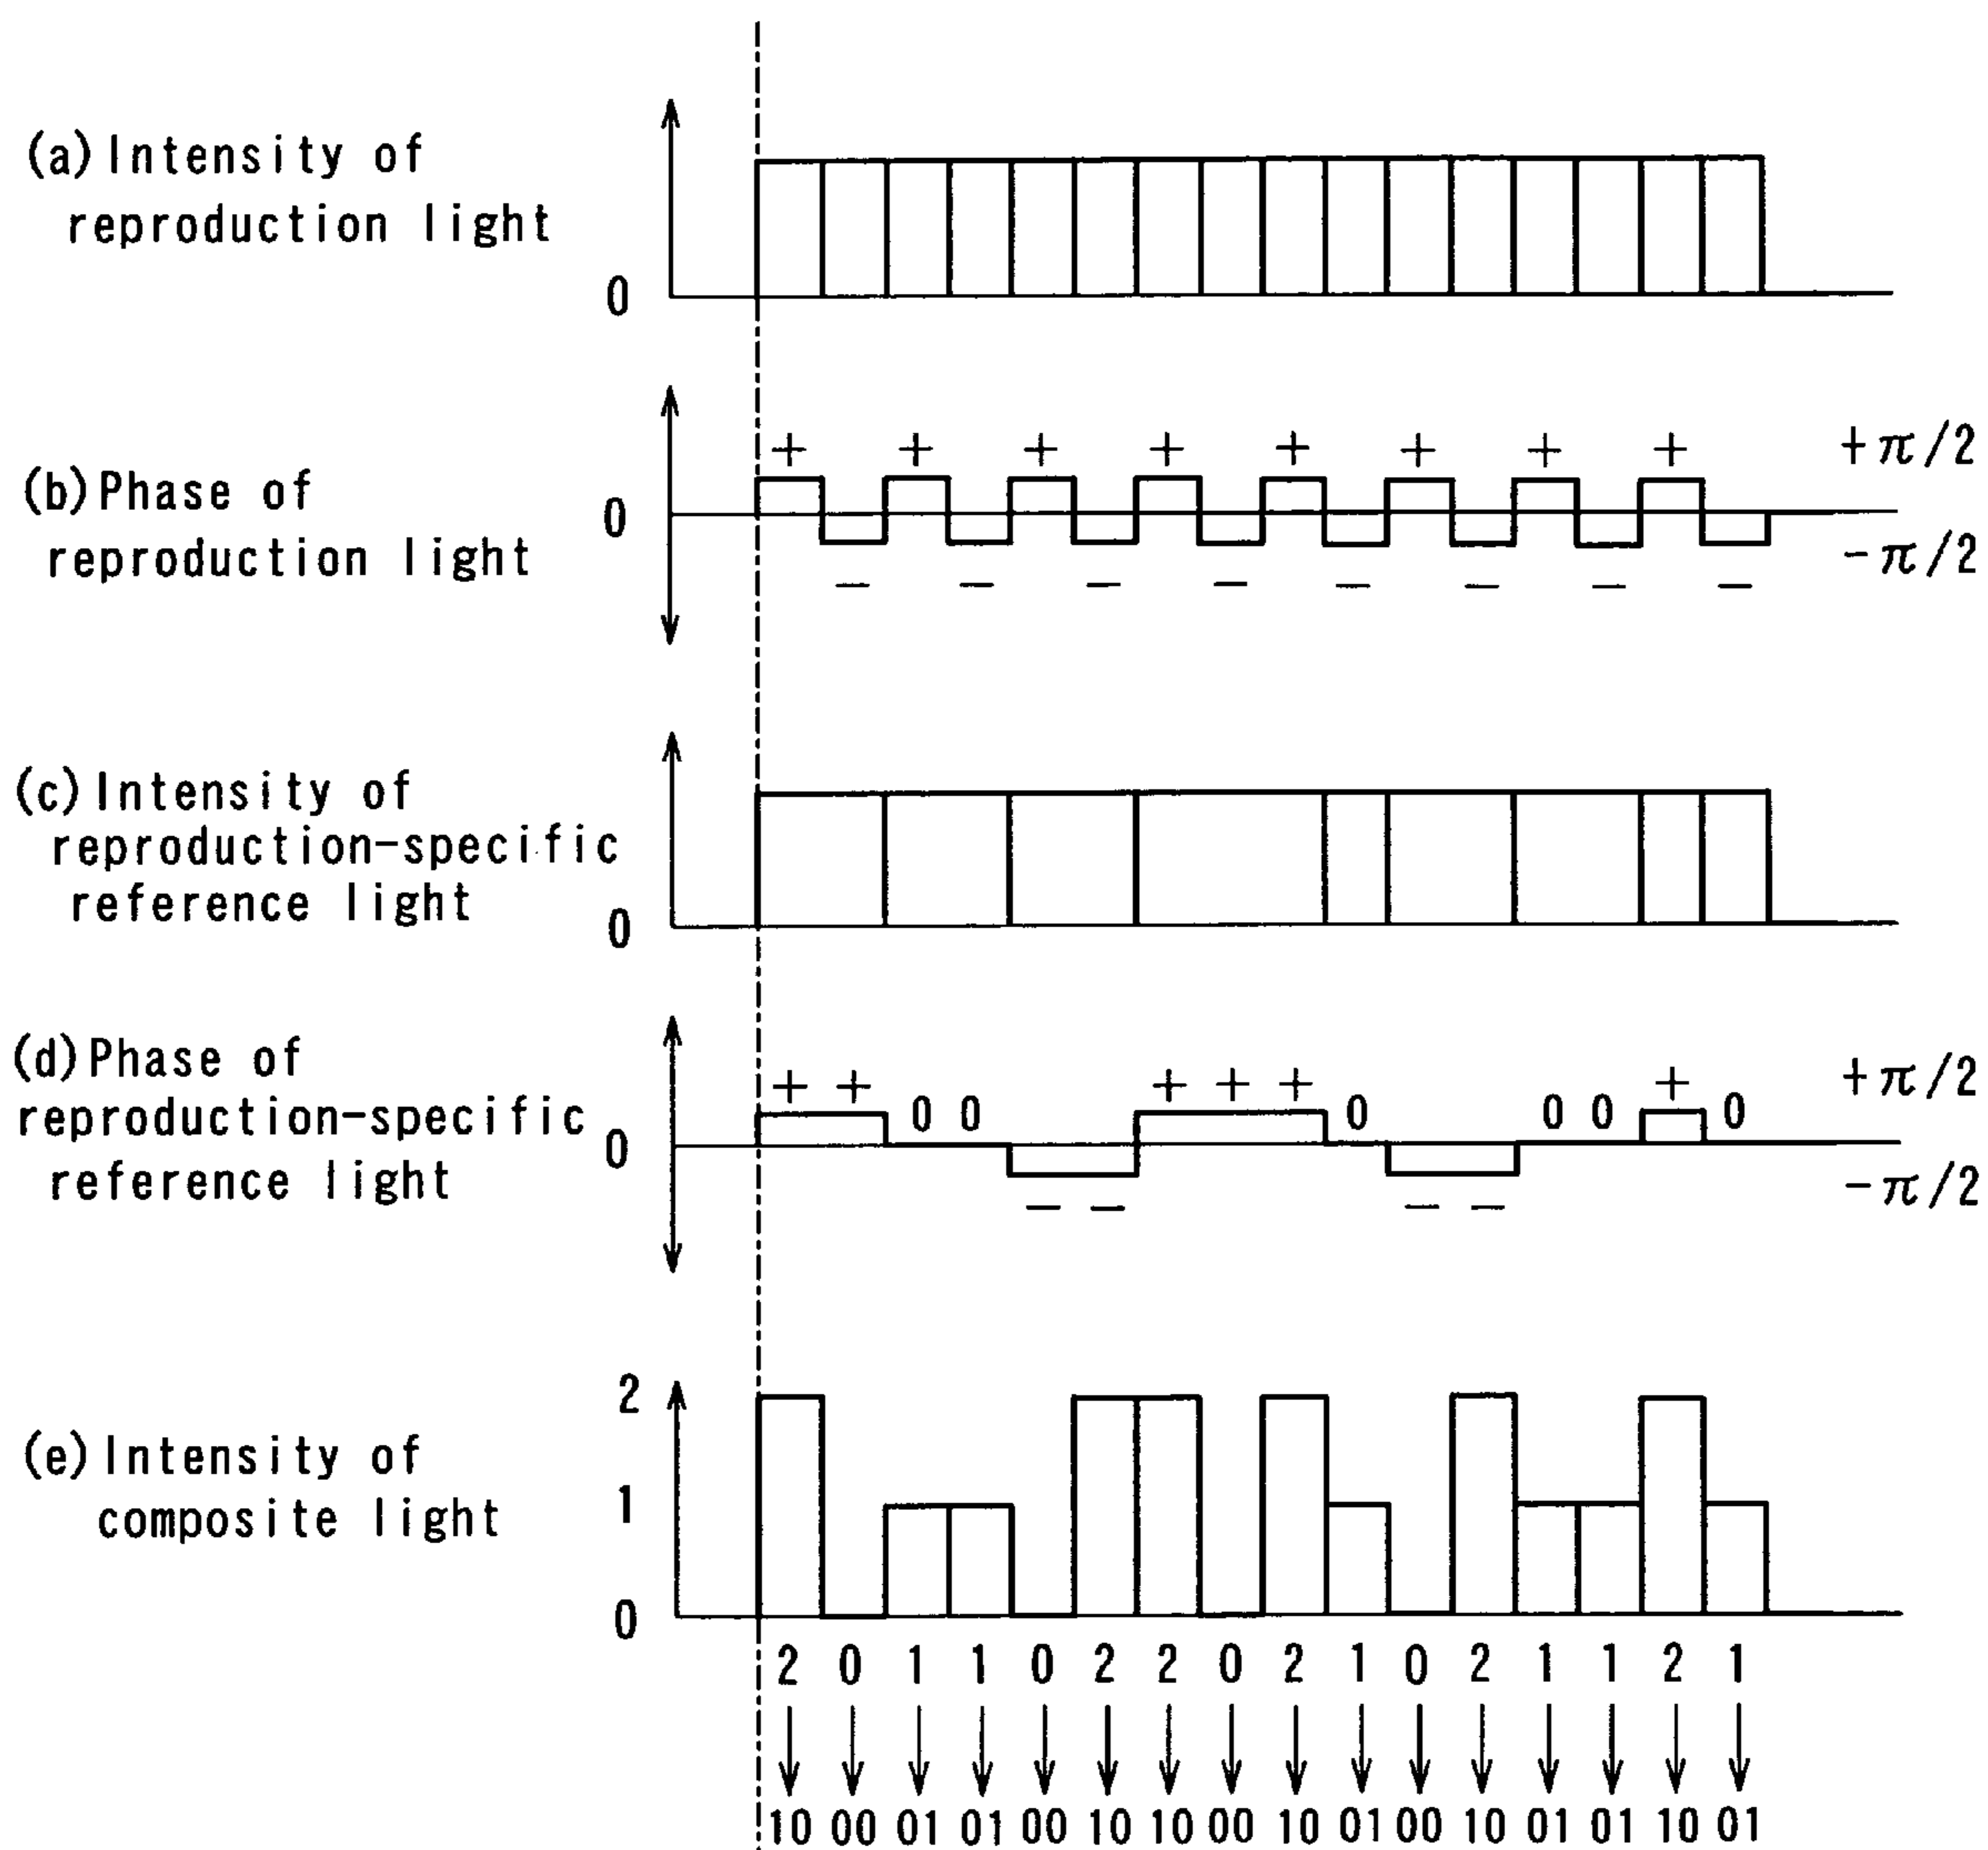 (a)Intensity of
reproduction light
0
+ + + + + + + +
+π/2
(b)Phase of
0
reproduction light
-π/2
− − − − − − − −
(c)Intensity of
reproduction-specific
reference light
0
(d)Phase of
+ + 0 0 + + + 0 0 0 + 0
+π/2
reproduction-specific
0
reference light
-π/2
− − − −
2
(e)Intensity of
1
composite light
0
2 0 1 1 0 2 2 0 2 1 0 2 1 1 2 1
10 00 01 01 00 10 10 00 10 01 00 10 01 01 10 01